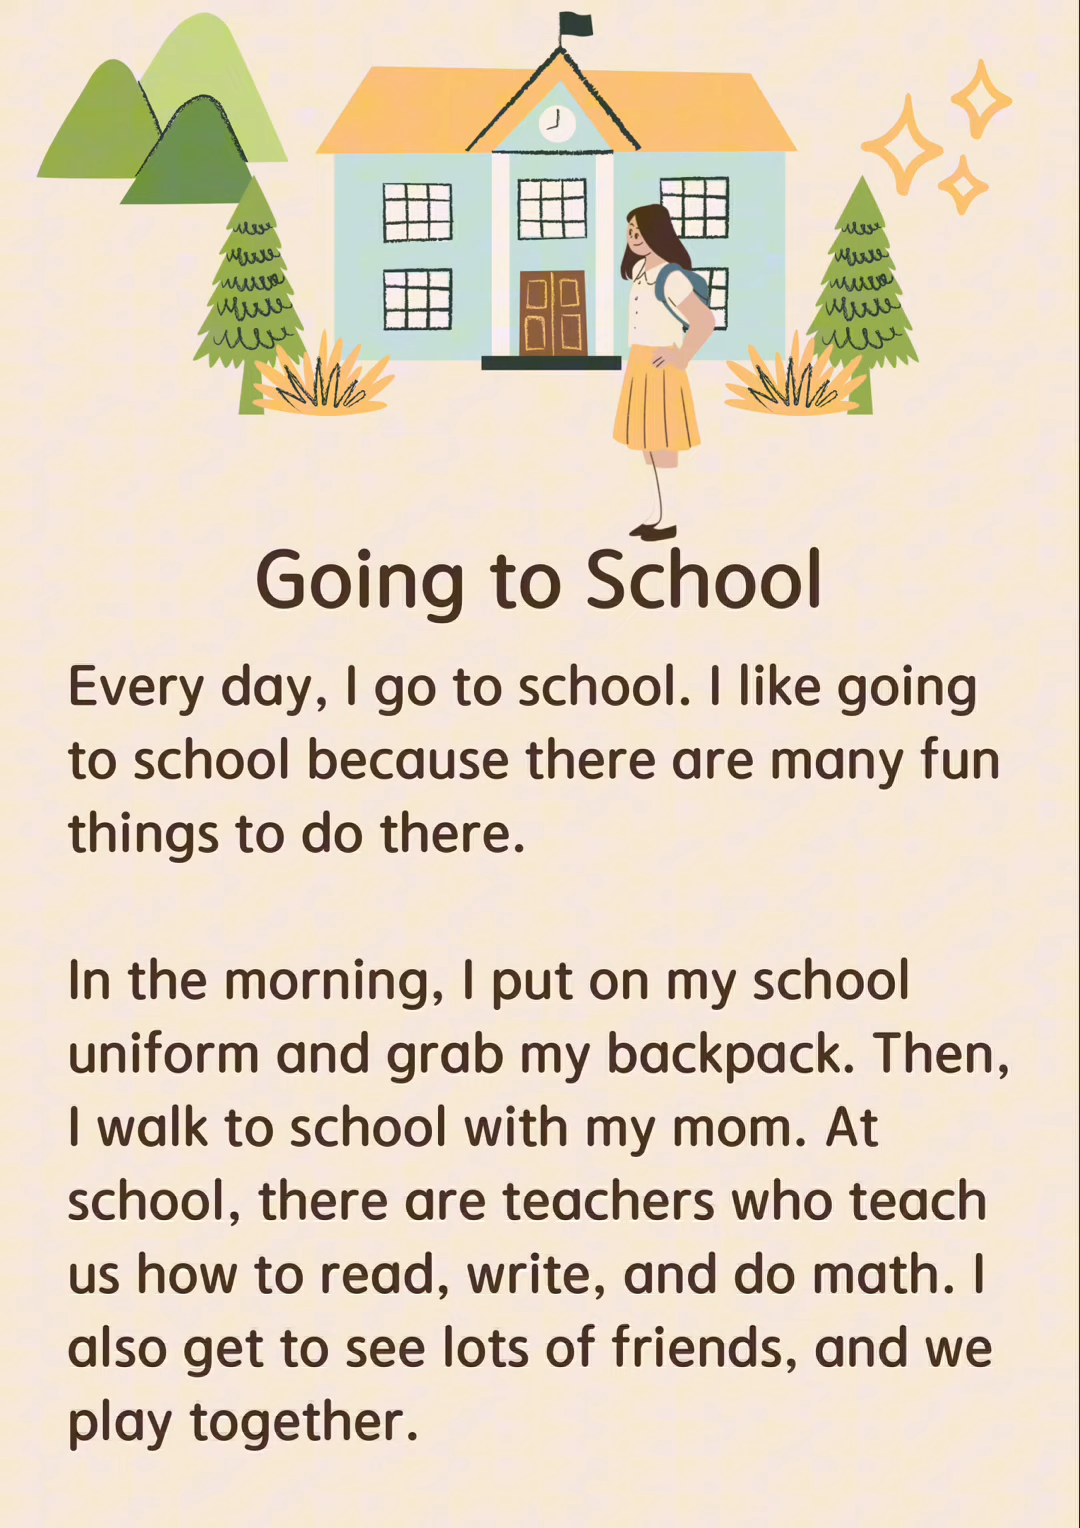 Going to School
Every day, I go to school. I like going
to school because there are many fun
things to do there.
In the morning, I put on my school
uniform and grab my backpack. Then,
I walk to school with my mom. At
school, there are teachers who teach
us how to read, write, and do math. I
also get to see lots of friends, and we
play together.